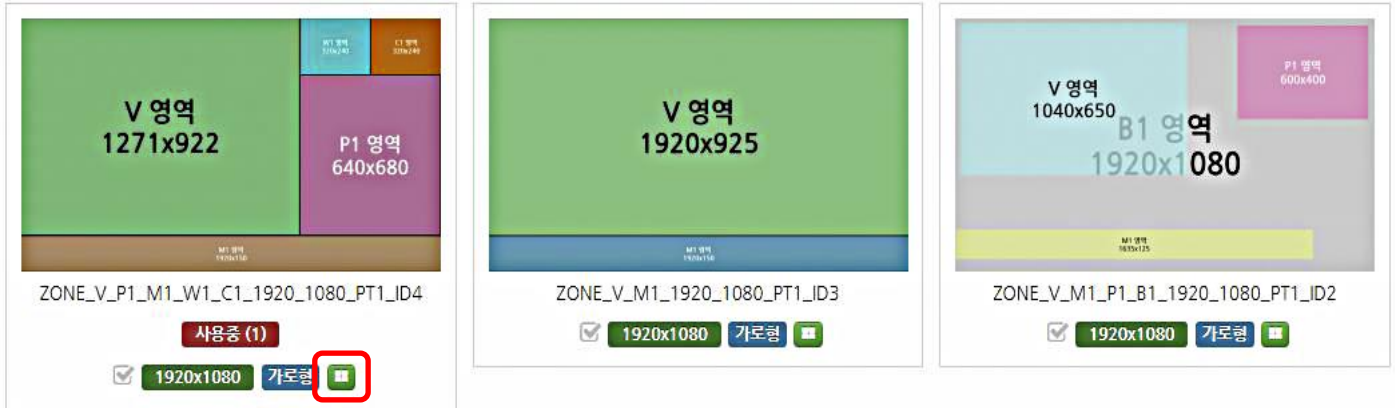 V 영역
1271x922
W1 영역
320x240
C1 영역
320x240
P1 영역
640x680
M1 영역
1920x150
ZONE_V_P1_M1_W1_C1_1920_1080_PT1_ID4
사용중 (1)
1920x1080 가로형
V 영역
1920x925
M1 영역
1920x150
ZONE_V_M1_1920_1080_PT1_ID3
1920x1080 가로형
V 영역
1040x650
P1 영역
600x400
B1 영역
1920x1080
M1 영역
1635x125
ZONE_V_M1_P1_B1_1920_1080_PT1_ID2
1920x1080 가로형